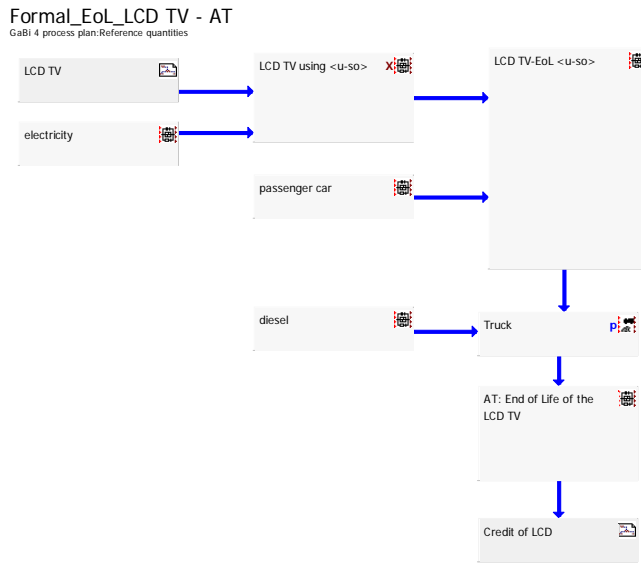 Formal_EoL_LCD TV - AT
GaBi 4 process plan:Reference quantities
LCD TV
LCD TV using <u-so>
X
LCD TV-EoL <u-so>
electricity
passenger car
diesel
Truck
p
AT: End of Life of the
LCD TV
Credit of LCD